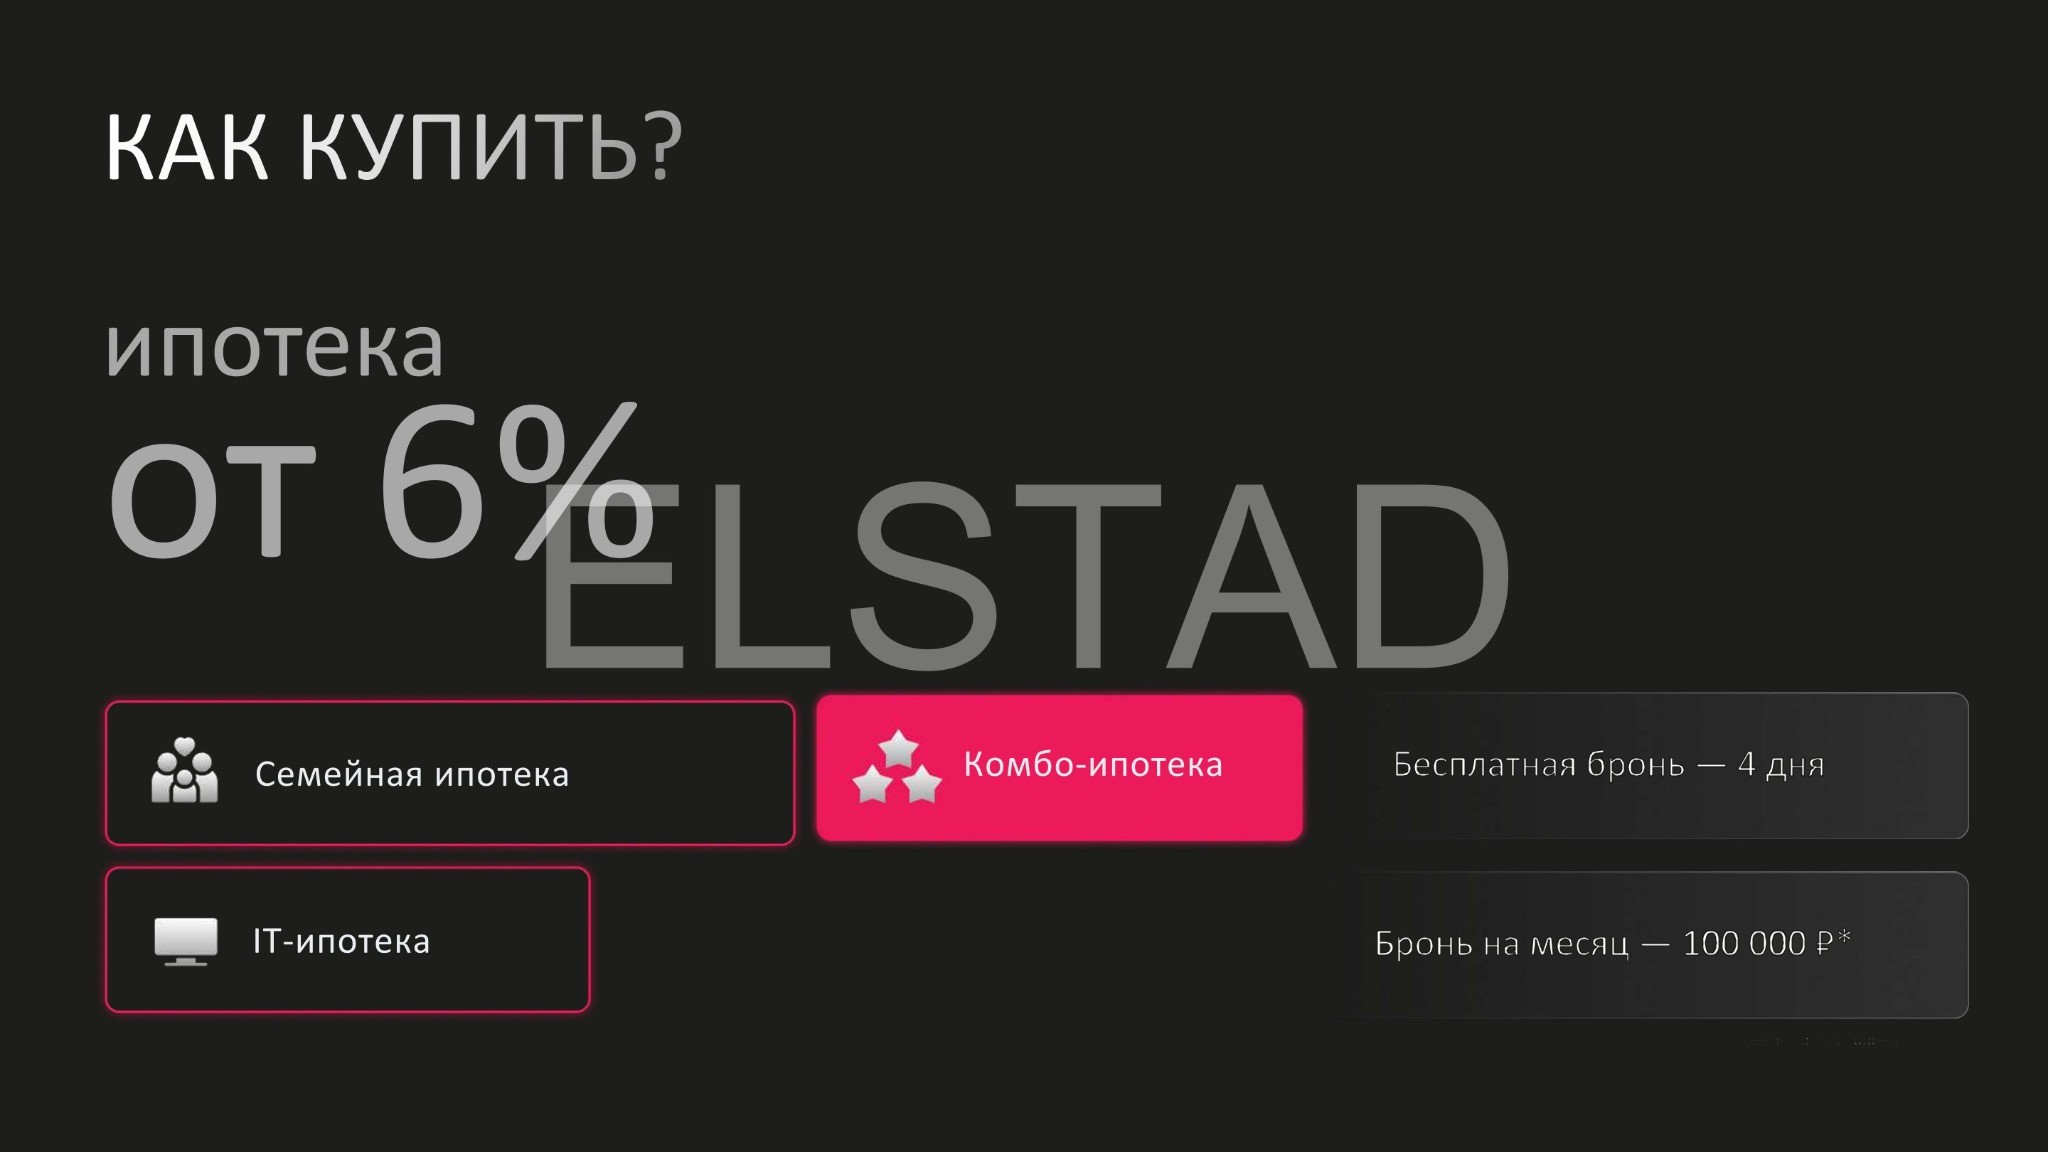 КАК КУПИТЬ?
ипотека
от 6%
ELSTAD
Семейная ипотека
Комбо-ипотека
Бесплатная бронь — 4 дня
IT-ипотека
Бронь на месяц — 100 000 ₽*